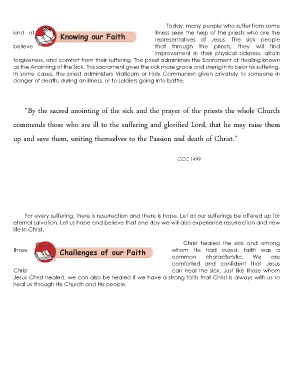 Today, many people who suffer from some
kind of Knowing our Faith illness seek the help of the priests who are the
representatives of Jesus. The sick people
believe that through the priests, they will find
improvement in their physical sickness, attain
forgiveness, and comfort from their suffering. The priest administers the Sacrament of Healing known
as the Anointing of the Sick. This sacrament gives the sick more grace and strength to bear his suffering.
In some cases, the priest administers Viaticum or Holy Communion given privately to someone in
danger of death, during an illness, or to soldiers going into battle.
"By the sacred anointing of the sick and the prayer of the priests the whole Church
commends those who are ill to the suffering and glorified Lord, that he may raise them
up and save them, uniting themselves to the Passion and death of Christ."
CCC 1499
For every suffering, there is resurrection and there is hope. Let all our sufferings be offered up for
eternal salvation. Let us hope and believe that one day we will also experience resurrection and new
life in Christ.
Christ healed the sick and among
those Challenges of our Faith whom He had cured, faith was a
common characteristic. We are
comforted and confident that Jesus
Christ can heal the sick. Just like those whom
Jesus Christ healed, we can also be healed if we have a strong faith that Christ is always with us to
heal us through His Church and His people.